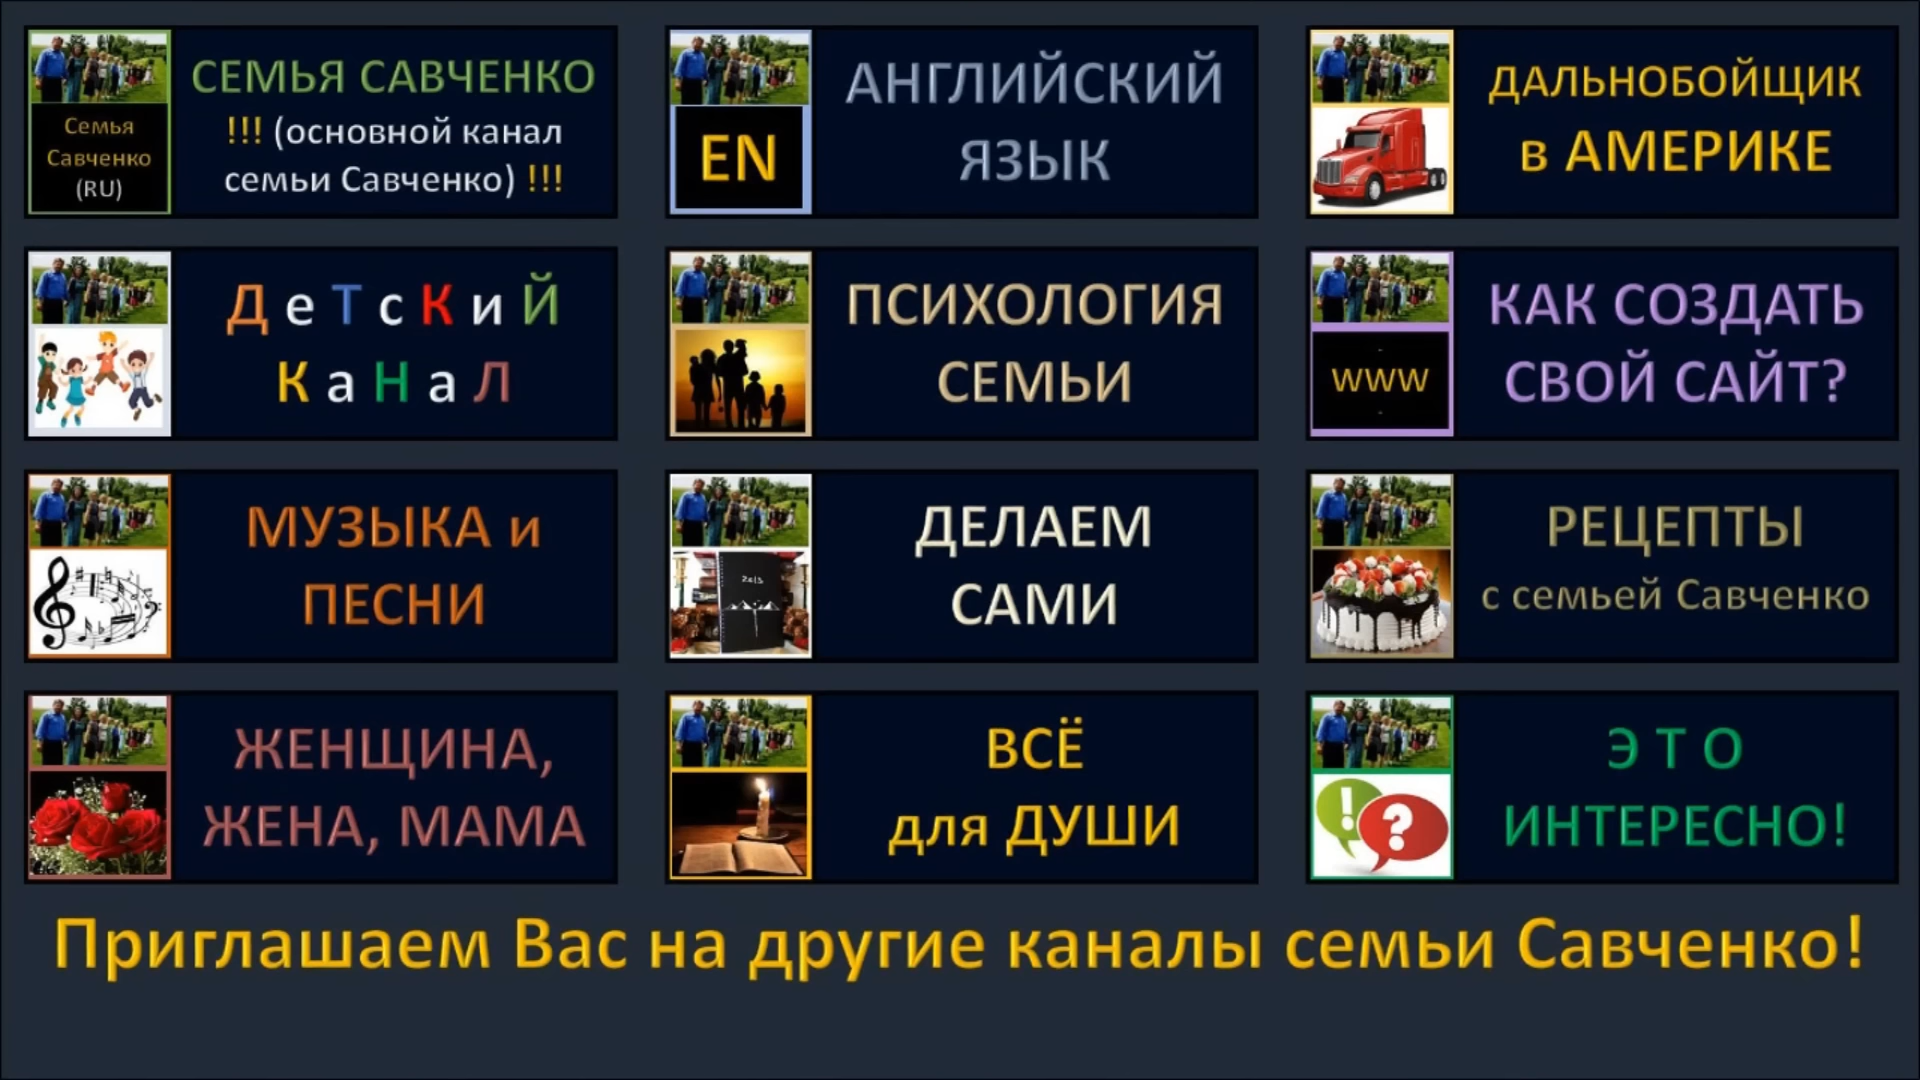 СЕМЬЯ САВЧЕНКО
!!! (основной канал
семьи Савченко) !!!
Семья
Савченко
(RU)
АНГЛИЙСКИЙ
ЯЗЫК
EN
ДАЛЬНОБОЙЩИК
в АМЕРИКЕ
ДеТсКиЙ
КаНаЛ
ПСИХОЛОГИЯ
СЕМЬИ
КАК СОЗДАТЬ
СВОЙ САЙТ?
www
МУЗЫКА и
ПЕСНИ
ДЕЛАЕМ
САМИ
2013
РЕЦЕПТЫ
с семьей Савченко
ЖЕНЩИНА,
ЖЕНА, МАМА
ВСЁ
для ДУШИ
ЭТО
ИНТЕРЕСНО!
! ?
Приглашаем Вас на другие каналы семьи Савченко!